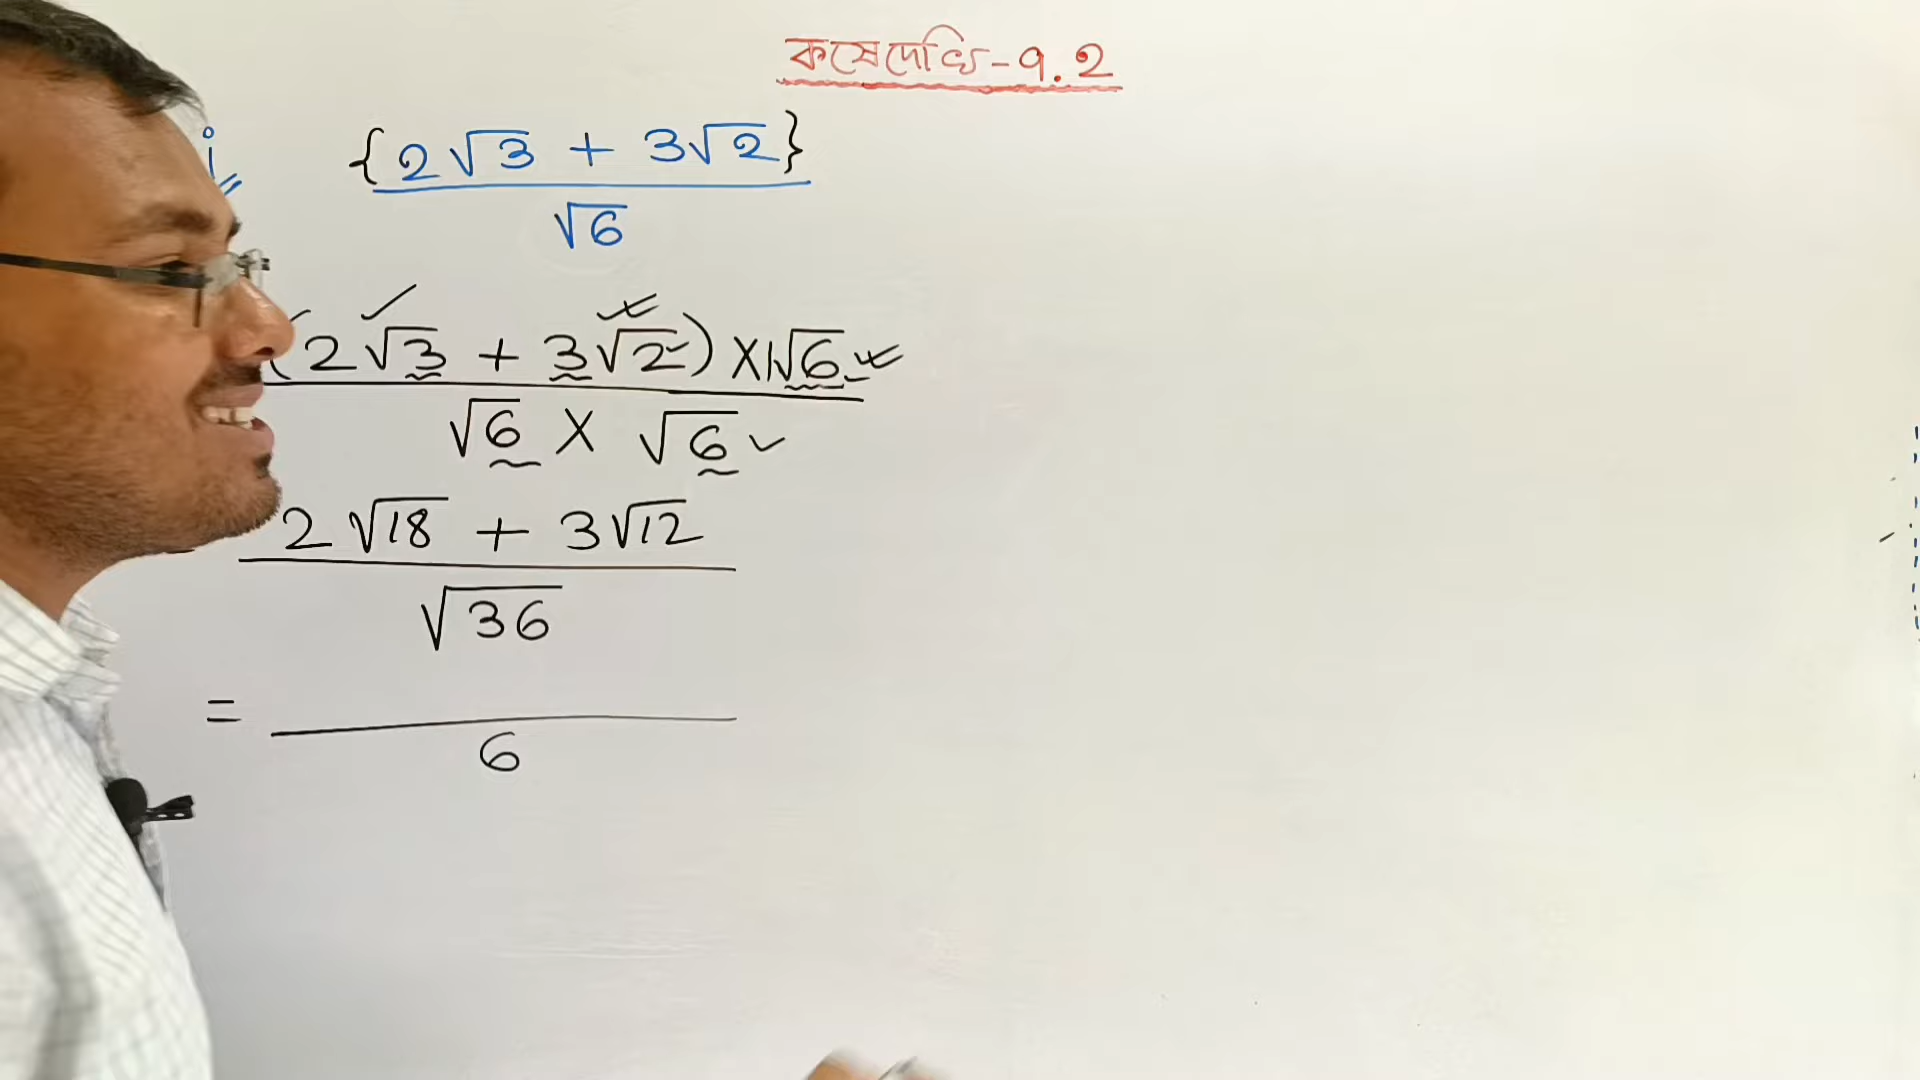 কষে দেখি - ৭.২
i, {2√3 + 3√2}
√6
(2√3 + 3√2) × √6
√6 × √6
2√18 + 3√12
√36
=
6